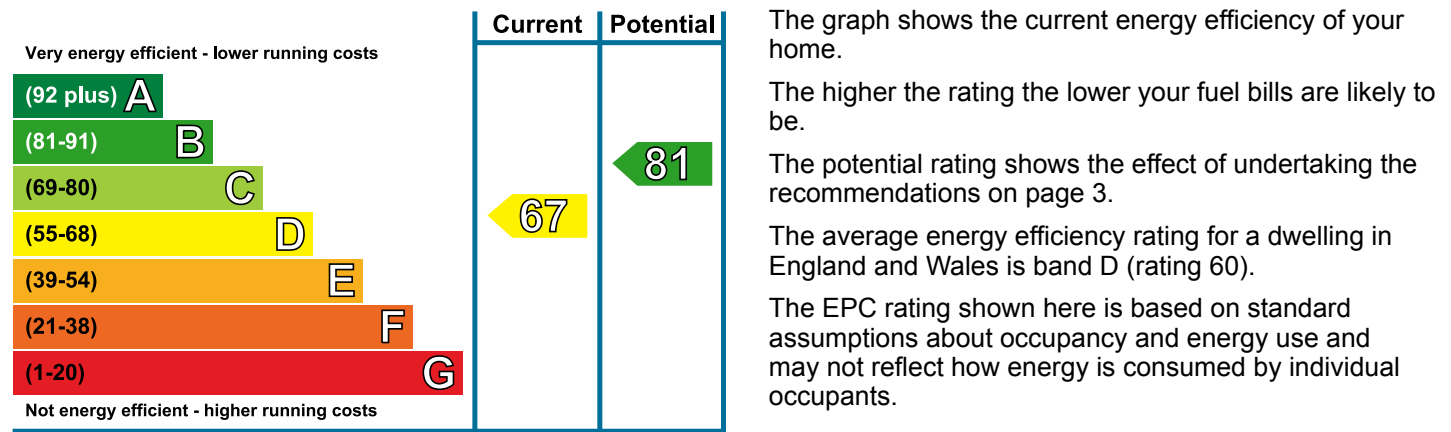 Current Potential
Very energy efficient - lower running costs
(92 plus) A
(81-91) B
(69-80) C
(55-68) D
(39-54) E
(21-38) F
(1-20) G
Not energy efficient - higher running costs
67
81
The graph shows the current energy efficiency of your
home.
The higher the rating the lower your fuel bills are likely to
be.
The potential rating shows the effect of undertaking the
recommendations on page 3.
The average energy efficiency rating for a dwelling in
England and Wales is band D (rating 60).
The EPC rating shown here is based on standard
assumptions about occupancy and energy use and
may not reflect how energy is consumed by individual
occupants.